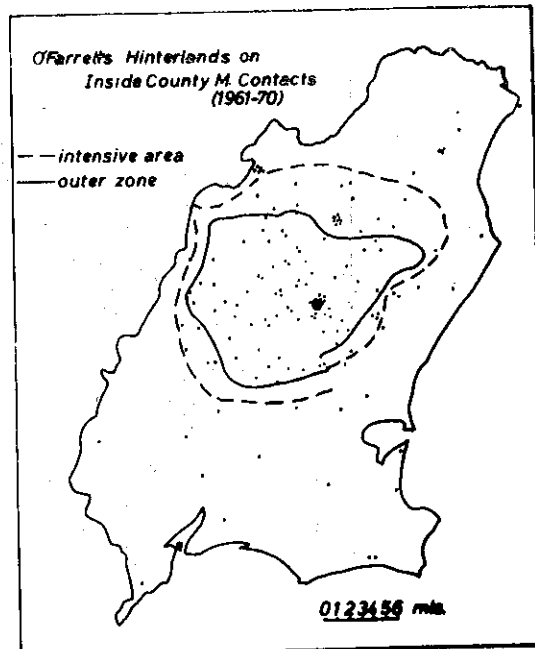 O'Farrell's Hinterlands on
Inside County M. Contacts
(1961-70)
intensive area
outer zone
0123456 mls.